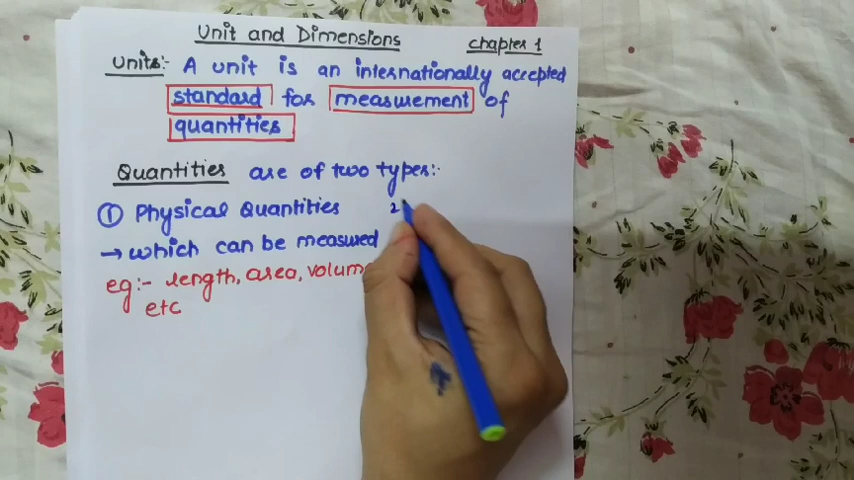 Unit and Dimensions chapter 1
Units:- A unit is an internationally accepted
standard for measurement of
quantities
Quantities are of two types:-
① Physical Quantities 2
→ which can be measured
eg:- length, area, volum
etc